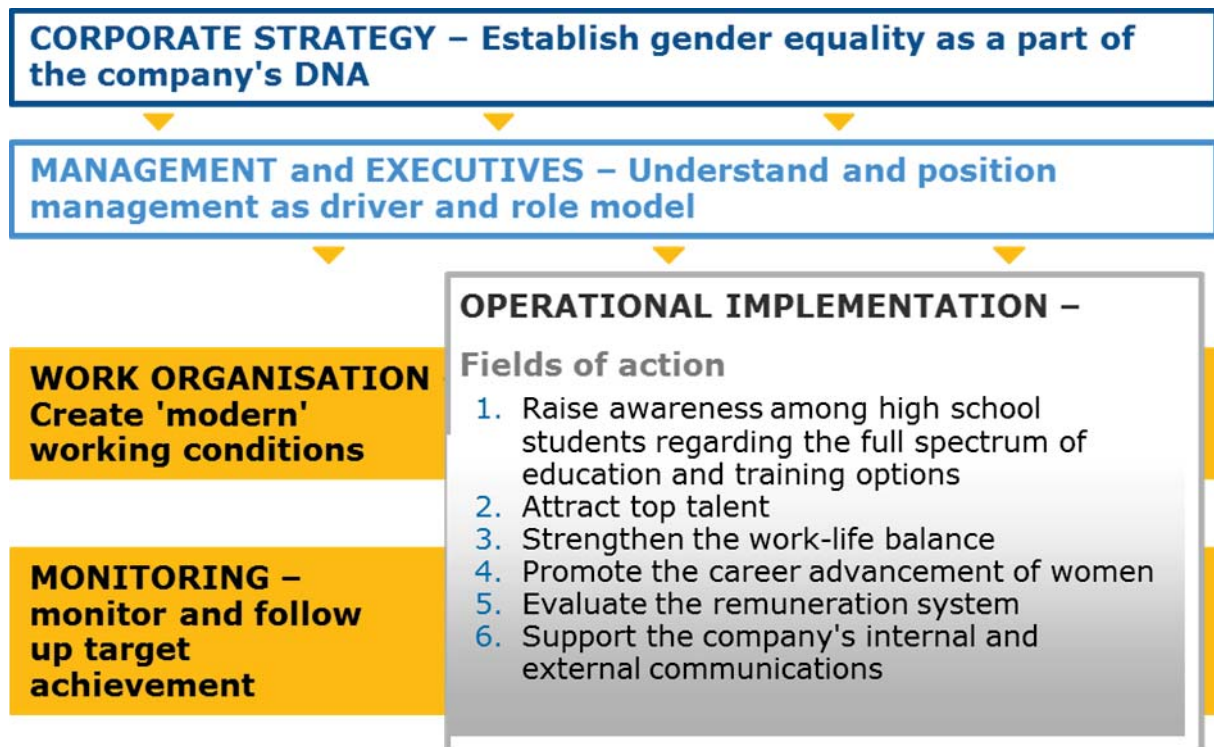 CORPORATE STRATEGY – Establish gender equality as a part of
the company's DNA
MANAGEMENT and EXECUTIVES – Understand and position
management as driver and role model
WORK ORGANISATION -
Create 'modern'
working conditions
MONITORING –
monitor and follow
up target
achievement
OPERATIONAL IMPLEMENTATION –
Fields of action
1. Raise awareness among high school
students regarding the full spectrum of
education and training options
2. Attract top talent
3. Strengthen the work-life balance
4. Promote the career advancement of women
5. Evaluate the remuneration system
6. Support the company's internal and
external communications